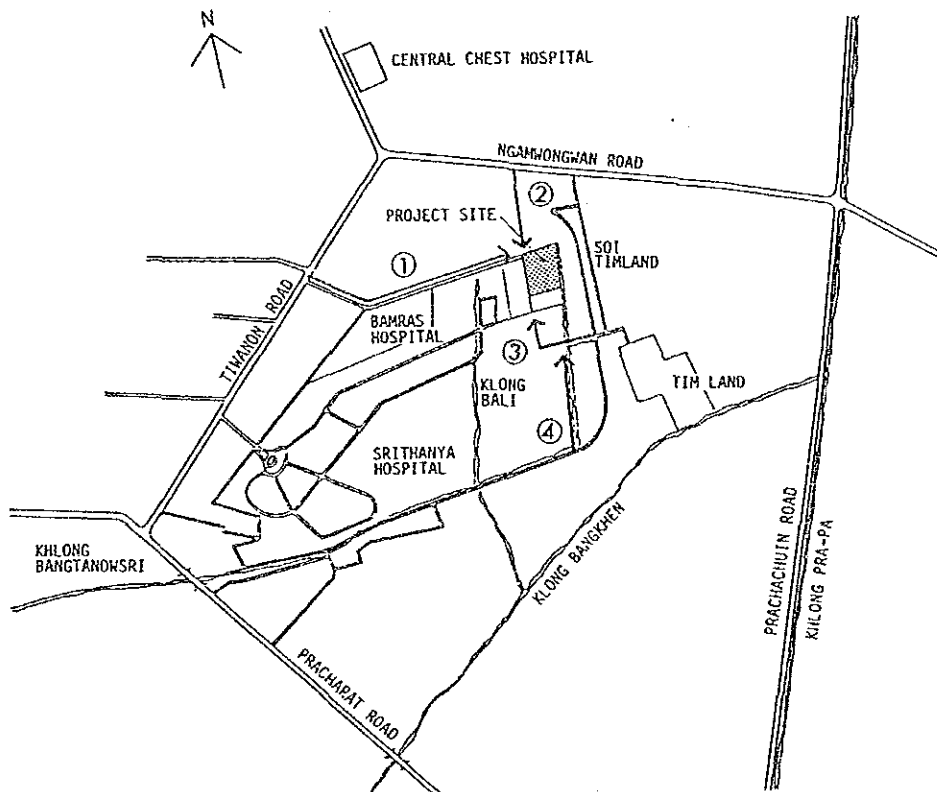 N
CENTRAL CHEST HOSPITAL
NGAMWONGWAN ROAD
②
PROJECT SITE
SOI
TIMLAND
①
TIWANON ROAD
BAMRAS
HOSPITAL
③
KLONG
BALI
TIM LAND
④
SRITHANYA
HOSPITAL
KHLONG
BANGTANOWSRI
KLONG BANGKHEN
PRACHACHUIN ROAD
KHLONG PRA-PA
PRACHARAT ROAD